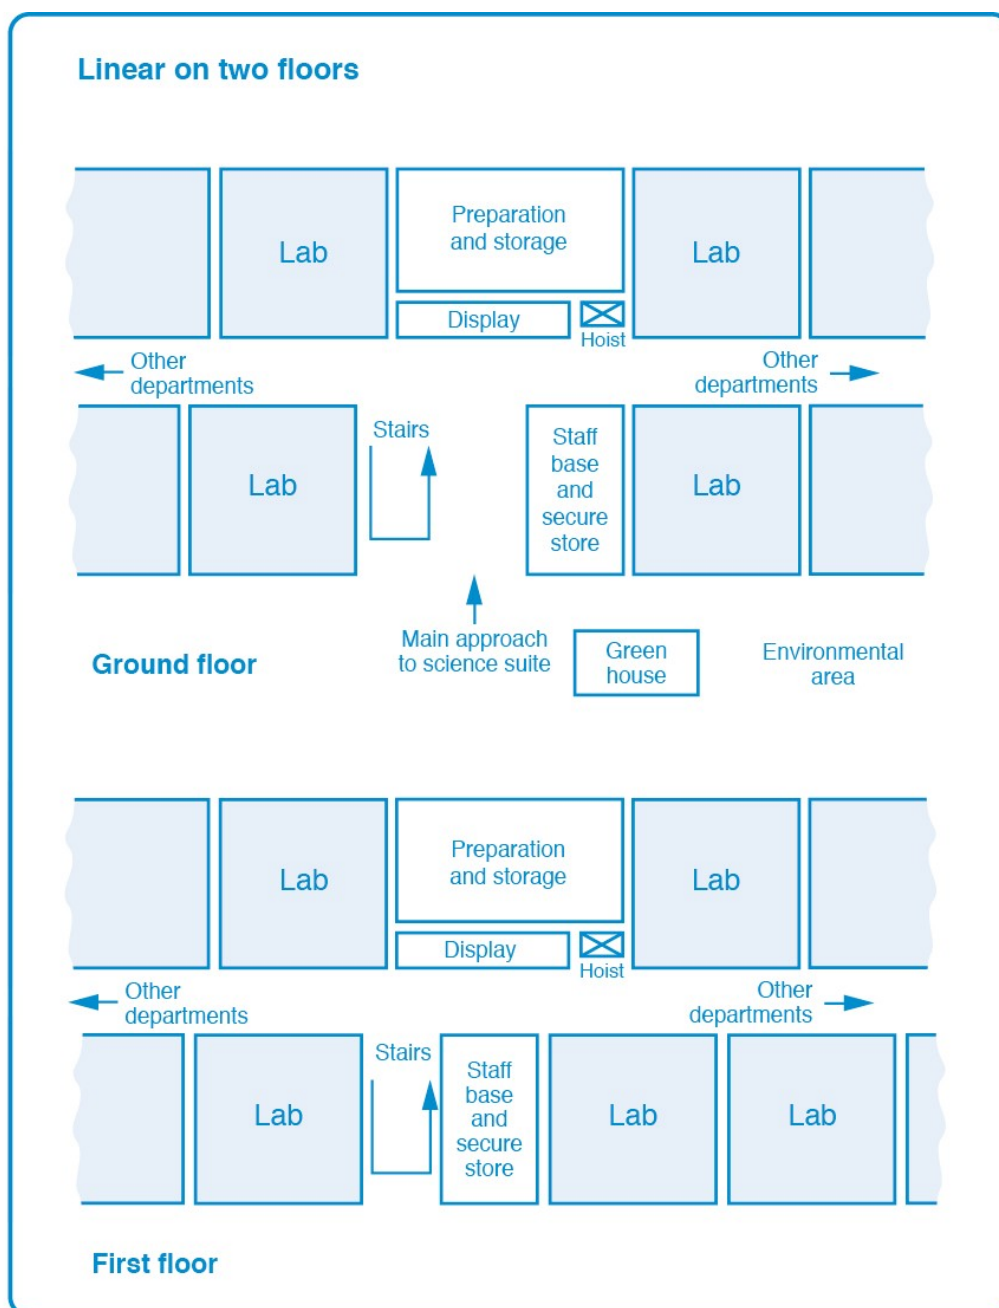 Linear on two floors
Lab
Preparation
and storage
Lab
Display
Hoist
Other
departments
Other
departments
Lab
Stairs
Staff
base
and
secure
store
Lab
Main approach
to science suite
Green
house
Environmental
area
Ground floor
Lab
Preparation
and storage
Lab
Display
Hoist
Other
departments
Other
departments
Lab
Stairs
Staff
base
and
secure
store
Lab
Lab
First floor